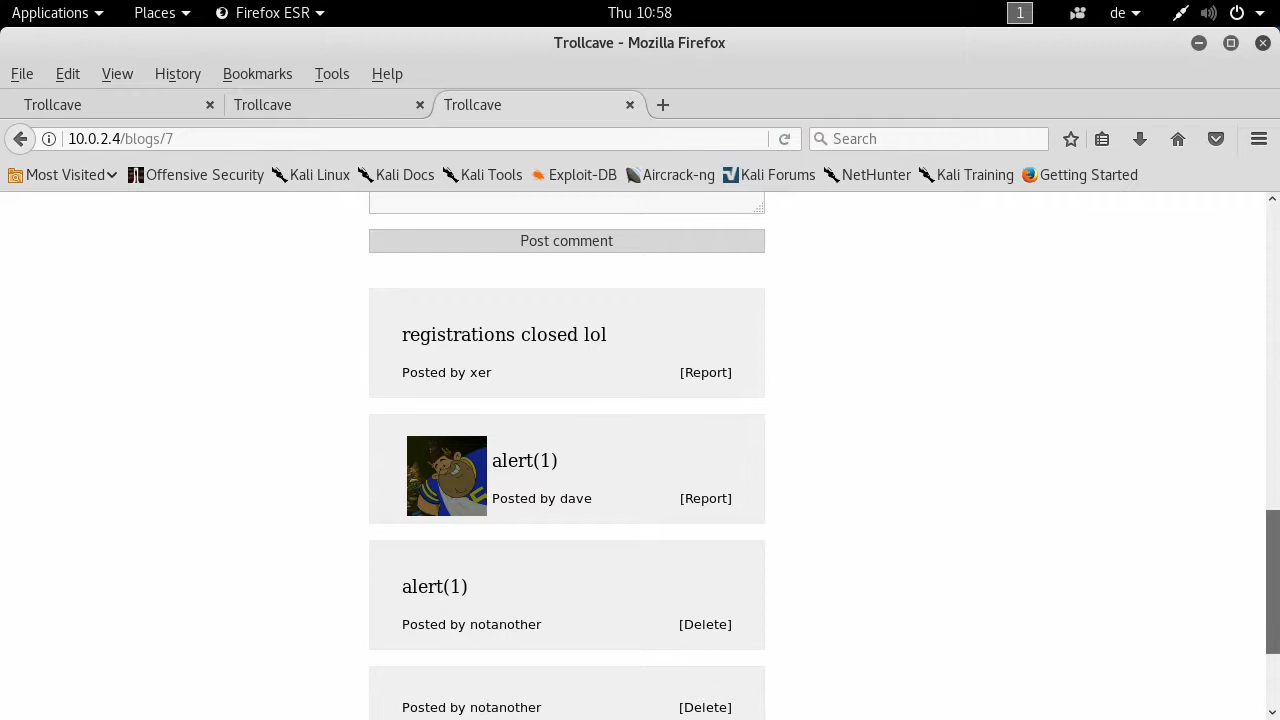 Applications Places Firefox ESR Thu 10:58 1 de
Trollcave - Mozilla Firefox
File Edit View History Bookmarks Tools Help
Trollcave Trollcave Trollcave
10.0.2.4/blogs/7 Search
Most Visited Offensive Security Kali Linux Kali Docs Kali Tools Exploit-DB Aircrack-ng Kali Forums NetHunter Kali Training Getting Started
Post comment
registrations closed lol
Posted by xer [Report]
alert(1)
Posted by dave [Report]
alert(1)
Posted by notanother [Delete]
Posted by notanother [Delete]